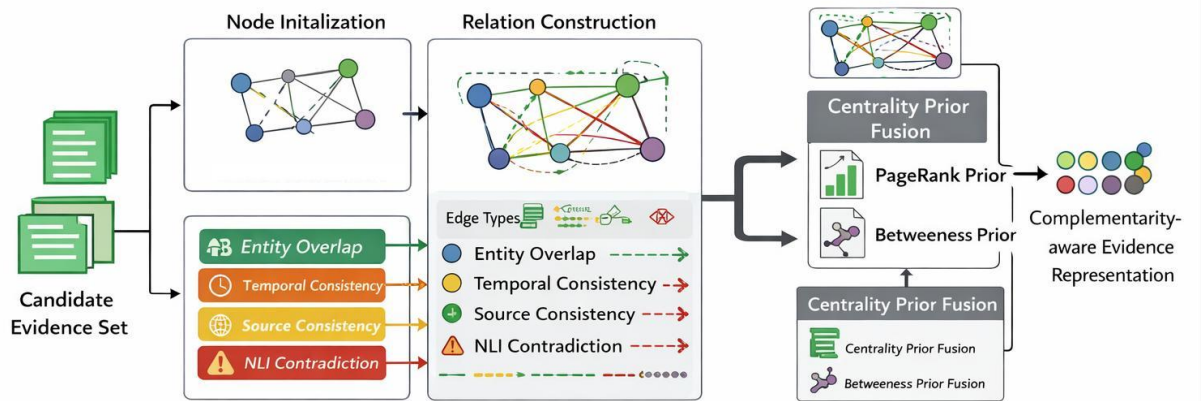 Node Initalization
Relation Construction
Candidate
Evidence Set
Entity Overlap
Temporal Consistency
Source Consistency
NLI Contradiction
Edge Types
Entity Overlap
Temporal Consistency
Source Consistency
NLI Contradiction
Centrality Prior
Fusion
PageRank Prior
Betweeness Prior
Centrality Prior Fusion
Centrality Prior Fusion
Betweeness Prior Fusion
Complementarity-
aware Evidence
Representation